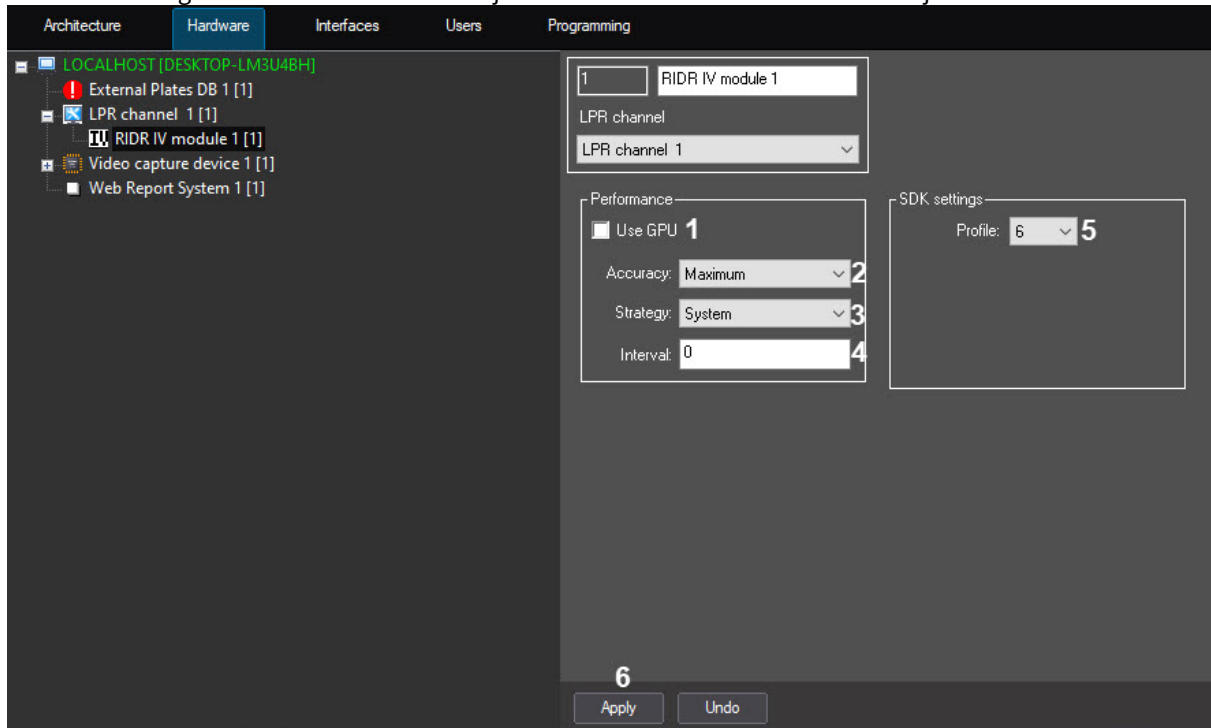 Architecture Hardware Interfaces Users Programming
LOCALHOST [DESKTOP-LM3U4BH]
External Plates DB 1 [1]
LPR channel 1 [1]
RIDR IV module 1 [1]
Video capture device 1 [1]
Web Report System 1 [1]
1 RIDR IV module 1
LPR channel
LPR channel 1
Performance
Use GPU 1
Accuracy: Maximum 2
Strategy: System 3
Interval: 0 4
SDK settings
Profile: 6 5
6
Apply Undo